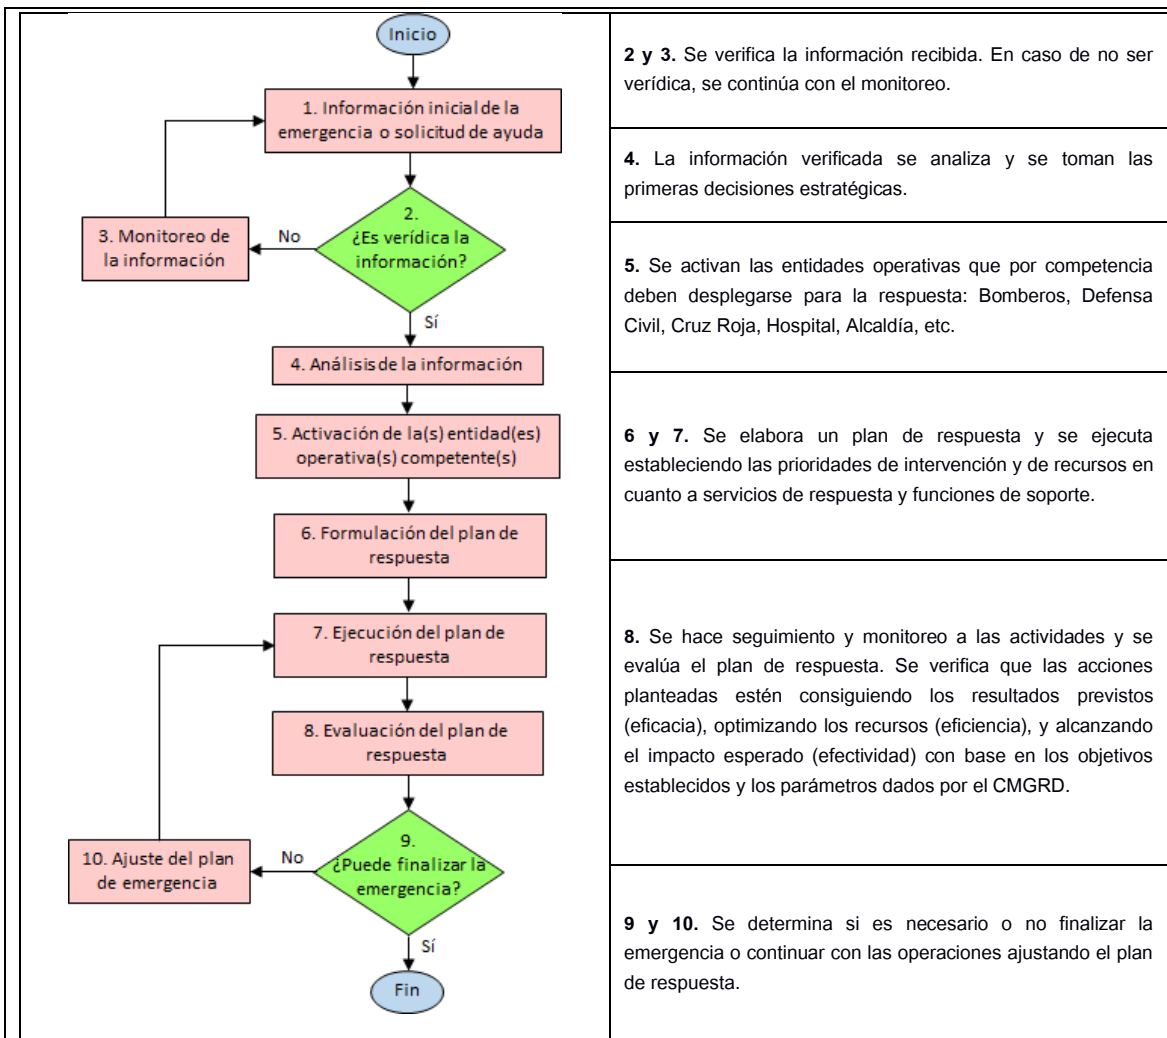 Inicio
1. Información inicial de la
emergencia o solicitud de ayuda
2.
¿Es verídica la
información?
No
3. Monitoreo de
la información
Sí
4. Análisis de la información
5. Activación de la(s) entidad(es)
operativa(s) competente(s)
6. Formulación del plan de
respuesta
7. Ejecución del plan de
respuesta
8. Evaluación del plan de
respuesta
9.
¿Puede finalizar la
emergencia?
No
10. Ajuste del plan
de emergencia
Sí
Fin
2 y 3. Se verifica la información recibida. En caso de no ser
verídica, se continúa con el monitoreo.
4. La información verificada se analiza y se toman las
primeras decisiones estratégicas.
5. Se activan las entidades operativas que por competencia
deben desplegarse para la respuesta: Bomberos, Defensa
Civil, Cruz Roja, Hospital, Alcaldía, etc.
6 y 7. Se elabora un plan de respuesta y se ejecuta
estableciendo las prioridades de intervención y de recursos en
cuanto a servicios de respuesta y funciones de soporte.
8. Se hace seguimiento y monitoreo a las actividades y se
evalúa el plan de respuesta. Se verifica que las acciones
planteadas estén consiguiendo los resultados previstos
(eficacia), optimizando los recursos (eficiencia), y alcanzando
el impacto esperado (efectividad) con base en los objetivos
establecidos y los parámetros dados por el CMGRD.
9 y 10. Se determina si es necesario o no finalizar la
emergencia o continuar con las operaciones ajustando el plan
de respuesta.